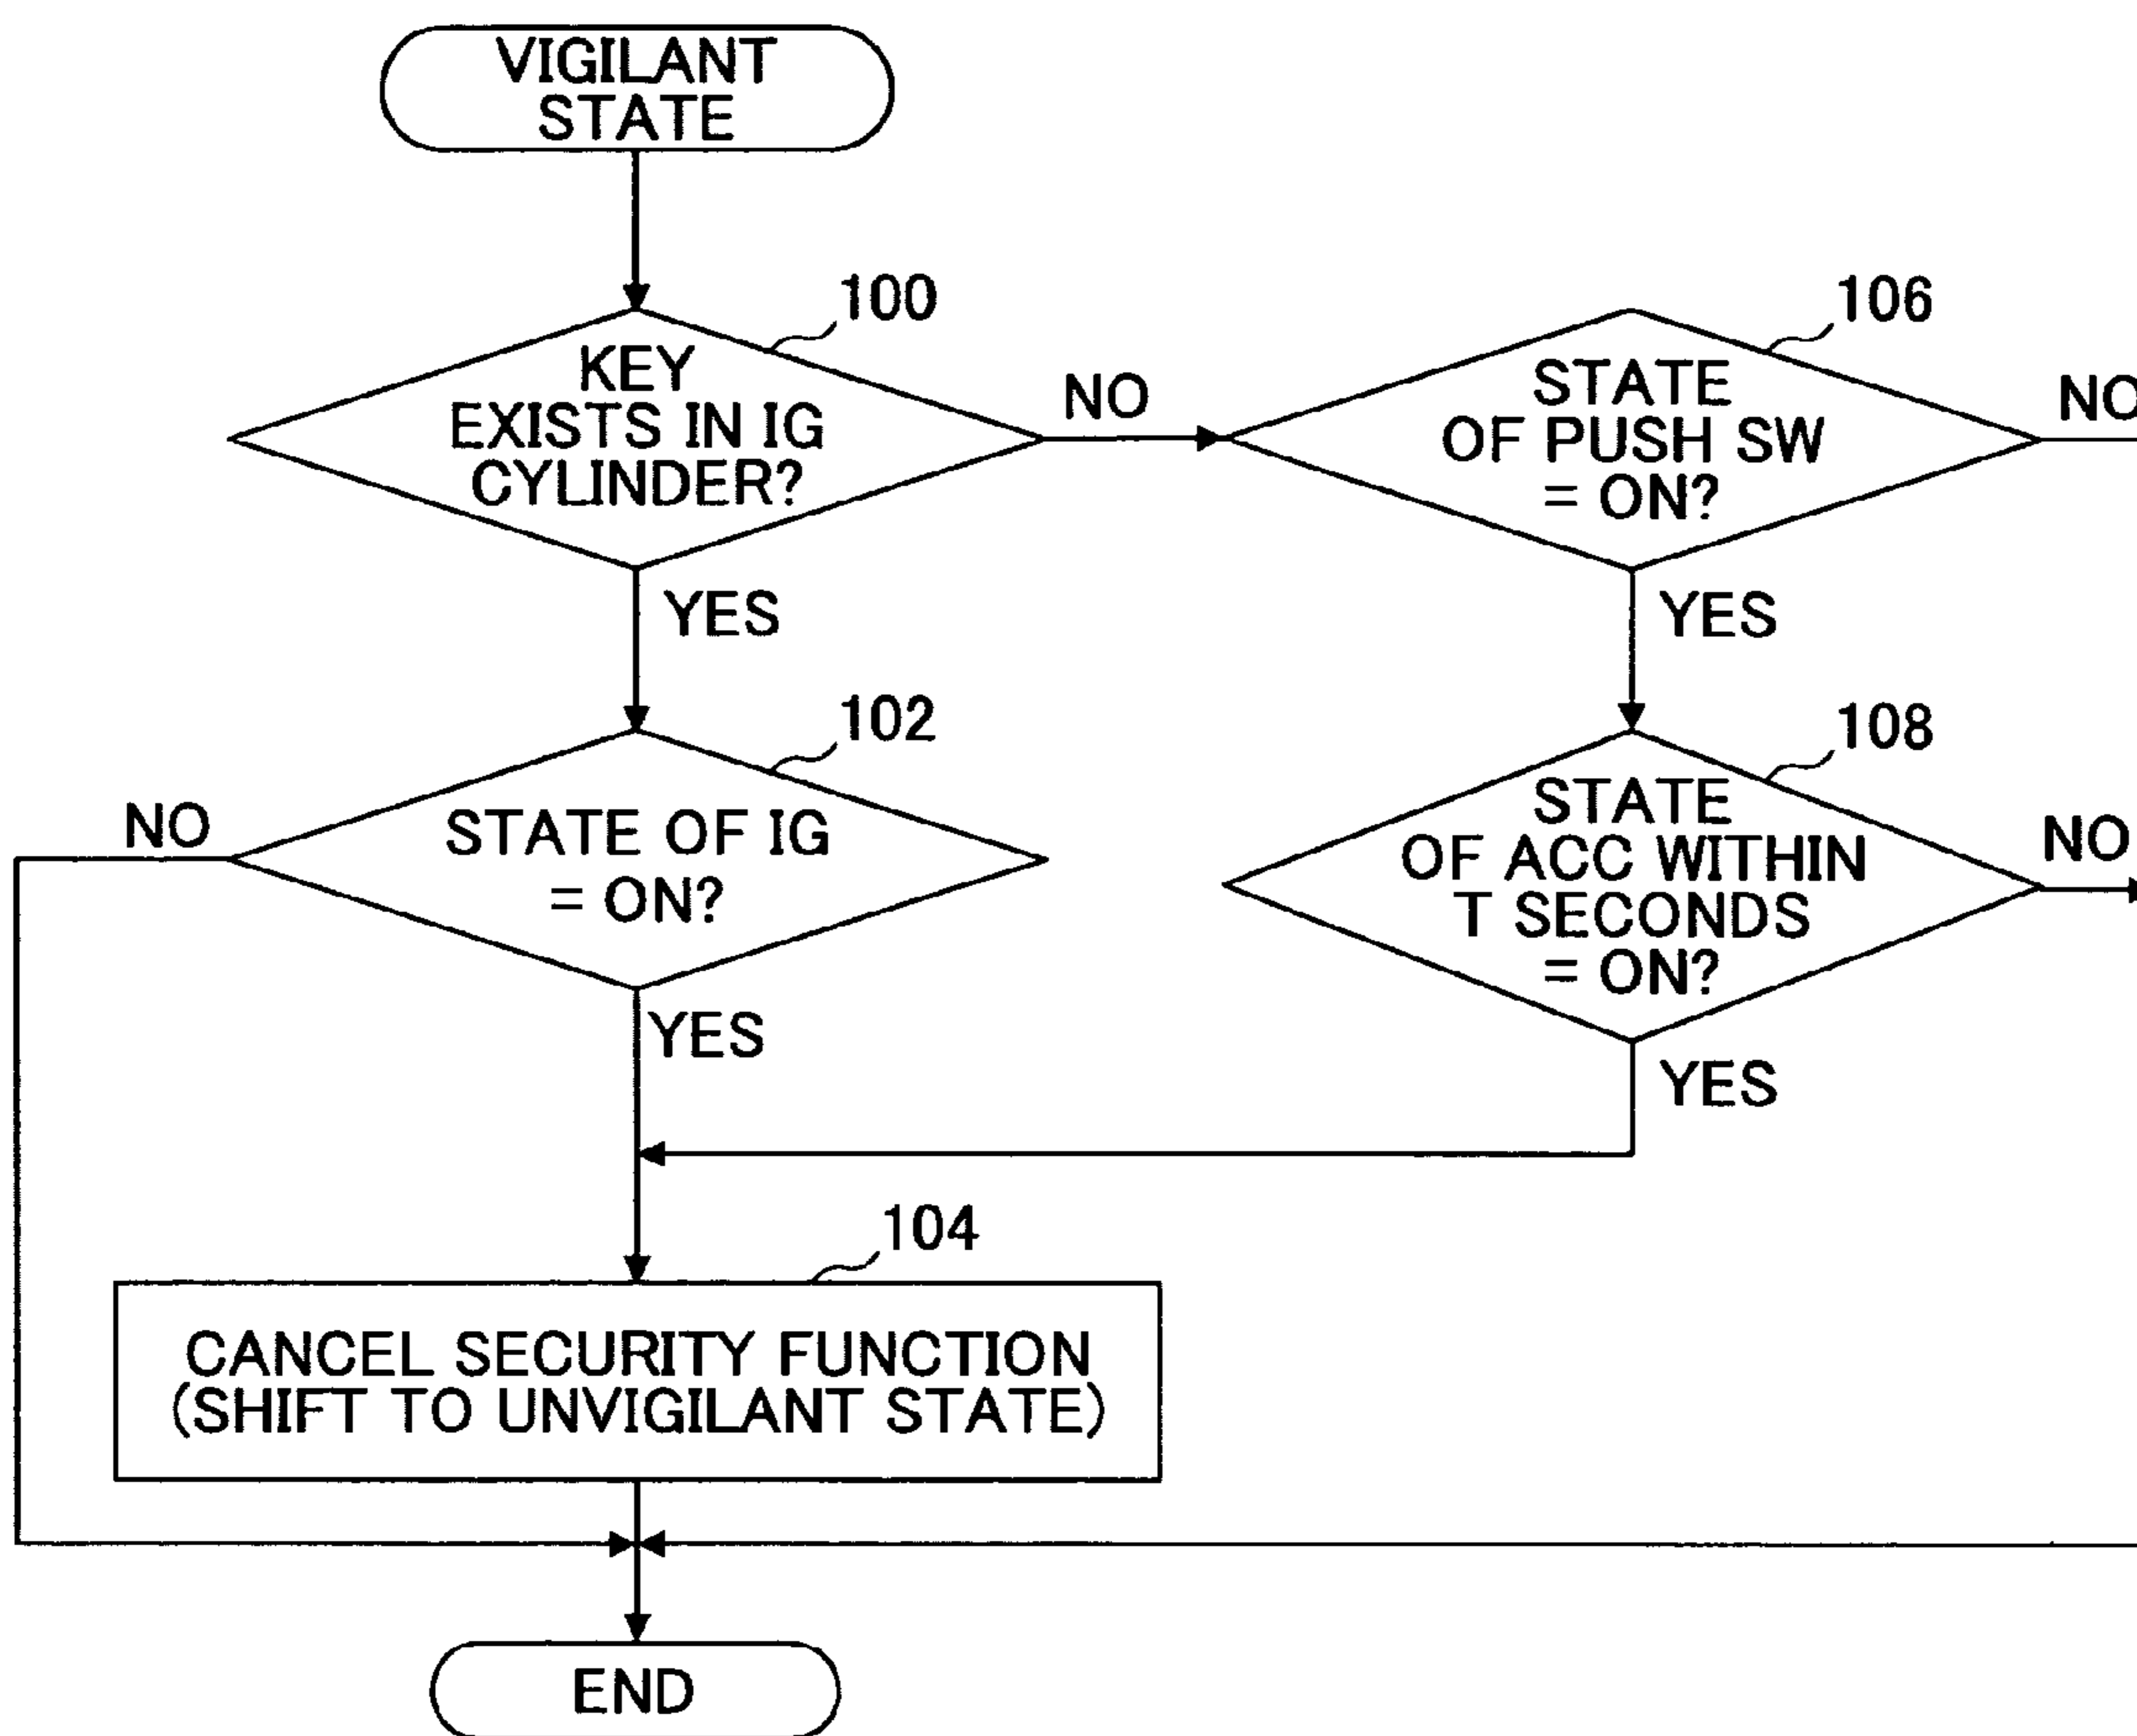 VIGILANT
STATE
100
KEY
EXISTS IN IG
CYLINDER?
NO
106
STATE
OF PUSH SW
= ON?
NO
YES
YES
102
STATE OF IG
= ON?
NO
108
STATE
OF ACC WITHIN
T SECONDS
= ON?
NO
YES
YES
104
CANCEL SECURITY FUNCTION
(SHIFT TO UNVIGILANT STATE)
END